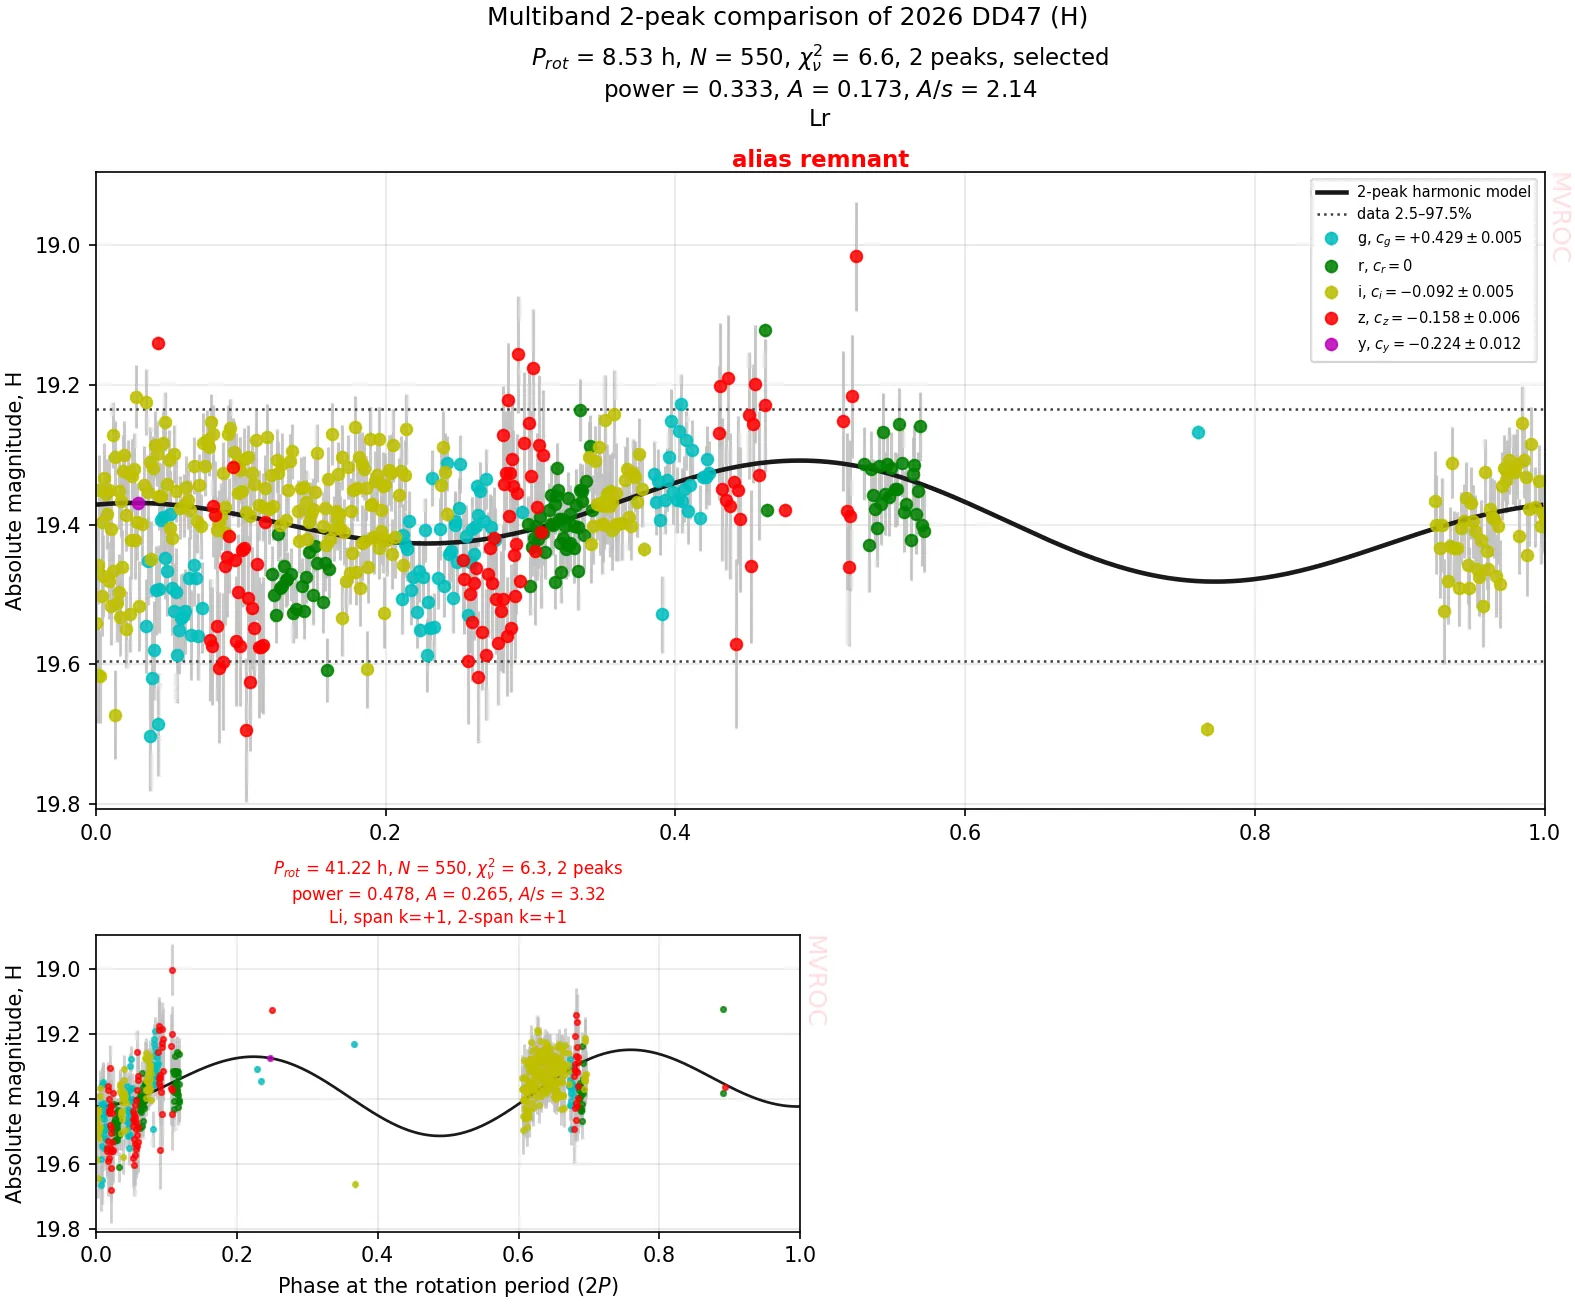 Multiband 2-peak comparison of 2026 DD47 (H)
P_rot = 8.53 h, N = 550, χ²_ν = 6.6, 2 peaks, selected
power = 0.333, A = 0.173, A/s = 2.14
Lr
alias remnant
MVROC
2-peak harmonic model
data 2.5–97.5%
g, c_g = +0.429 ± 0.005
r, c_r = 0
i, c_i = −0.092 ± 0.005
z, c_z = −0.158 ± 0.006
y, c_y = −0.224 ± 0.012
Absolute magnitude, H
19.0
19.2
19.4
19.6
19.8
0.0 0.2 0.4 0.6 0.8 1.0
P_rot = 41.22 h, N = 550, χ²_ν = 6.3, 2 peaks
power = 0.478, A = 0.265, A/s = 3.32
Li, span k=+1, 2-span k=+1
MVROC
Absolute magnitude, H
19.0
19.2
19.4
19.6
19.8
0.0 0.2 0.4 0.6 0.8 1.0
Phase at the rotation period (2P)